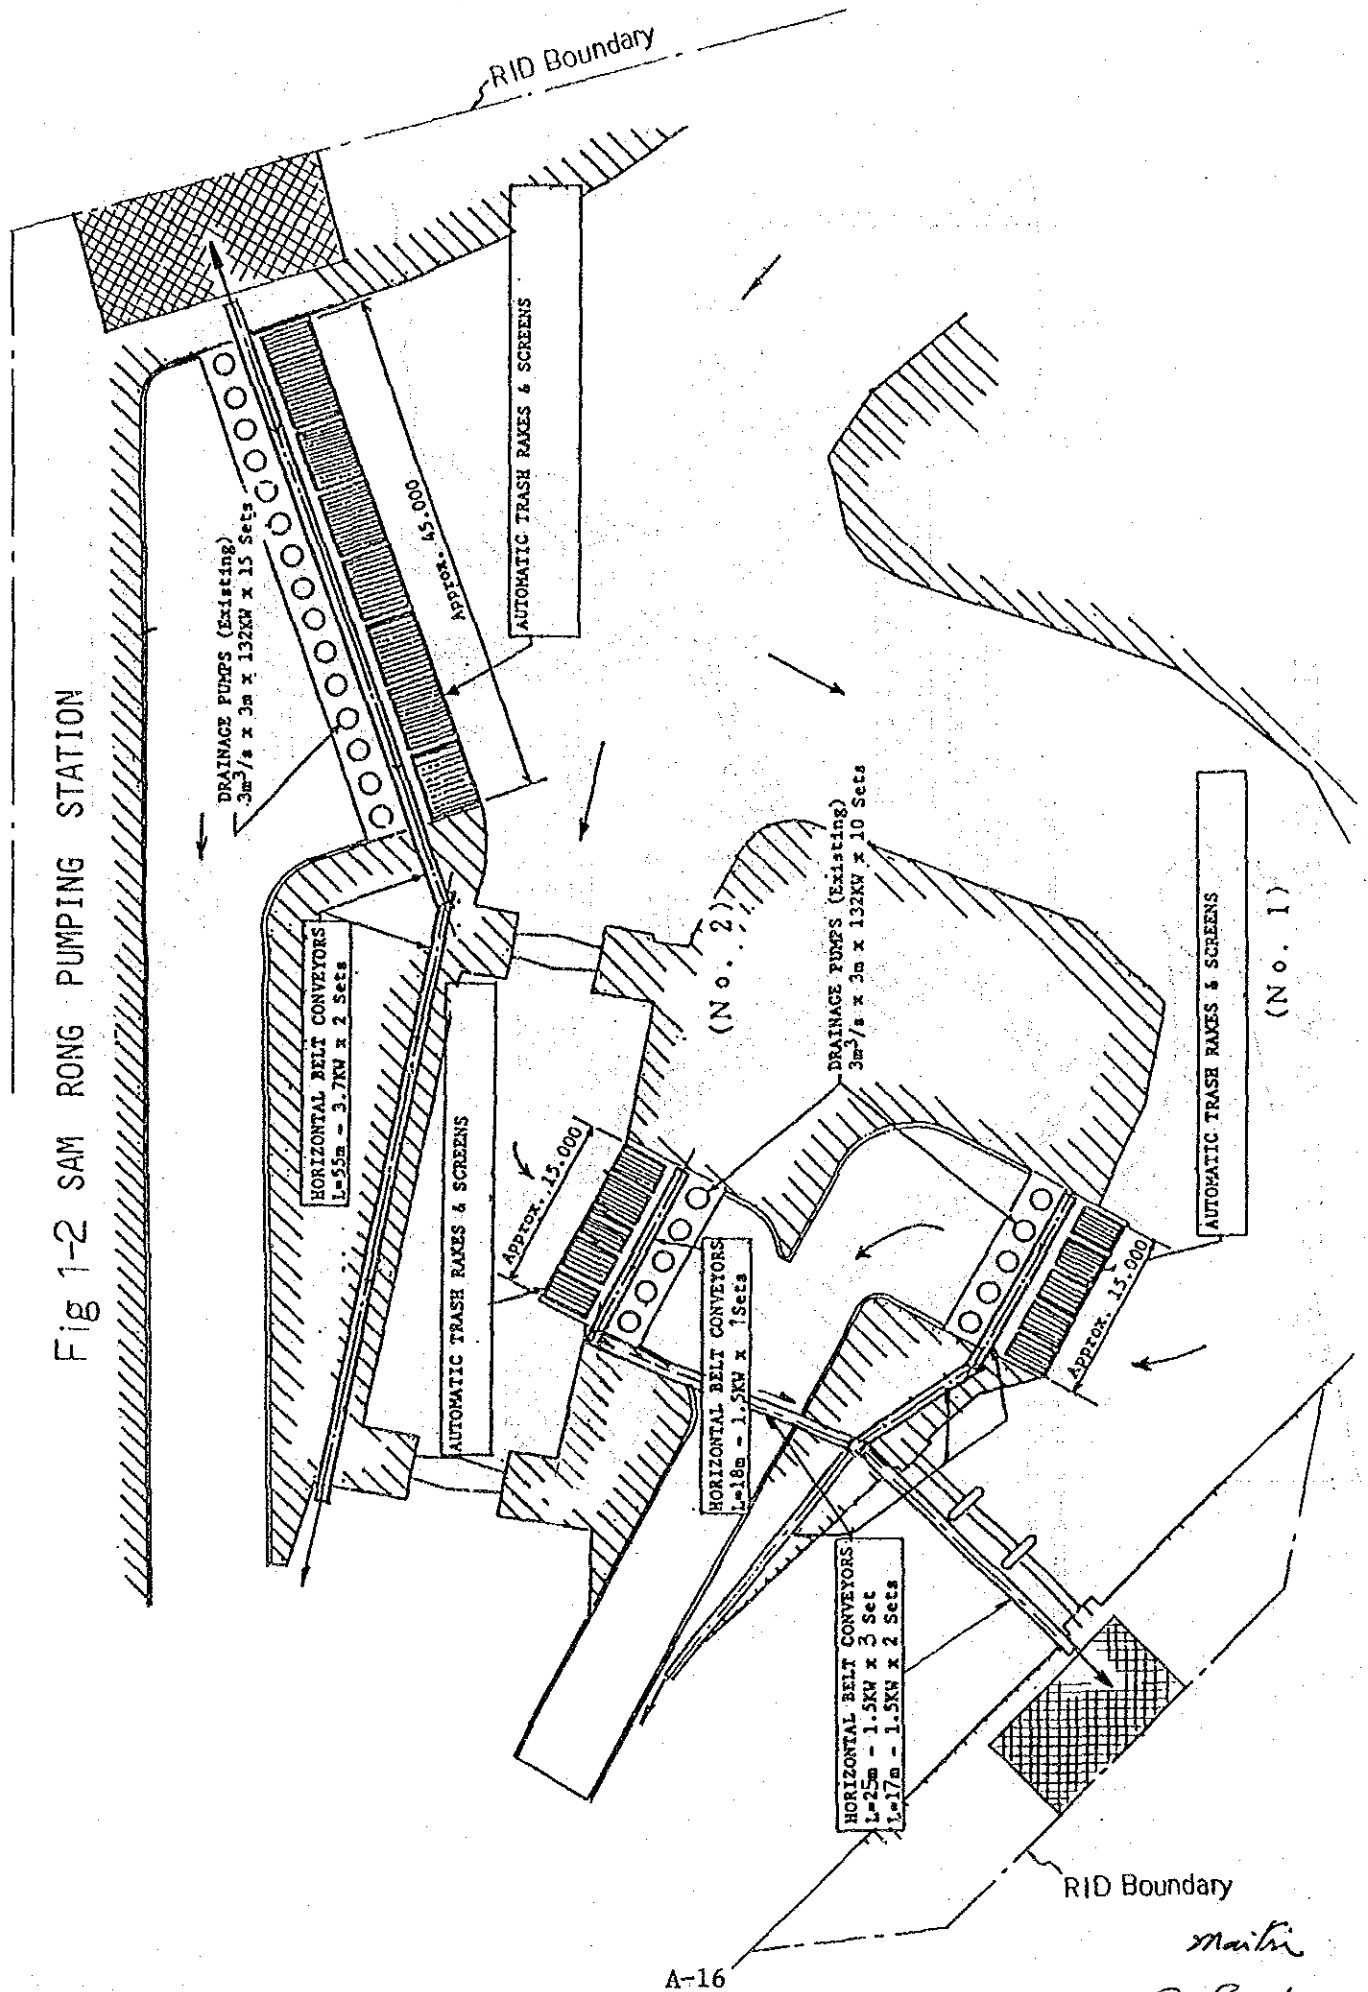 Fig 1-2 SAM RONG PUMPING STATION
RID Boundary
DRAINAGE PUMPS (Existing)
3m³/s x 3m x 132KW x 15 Sets
APPROX. 45.000
AUTOMATIC TRASH RAKES & SCREENS
HORIZONTAL BELT CONVEYORS
L=55m - 3.7KW x 2 Sets
AUTOMATIC TRASH RAKES & SCREENS
APPROX. 15.000
(No. 2)
DRAINAGE PUMPS (Existing)
3m³/s x 3m x 132KW x 10 Sets
HORIZONTAL BELT CONVEYORS
L=18m - 1.5KW x 1Sets
AUTOMATIC TRASH RAKES & SCREENS
(No. 1)
APPROX. 15.000
HORIZONTAL BELT CONVEYORS
L=25m - 1.5KW x 3 Set
L=17m - 1.5KW x 2 Sets
RID Boundary
A-16